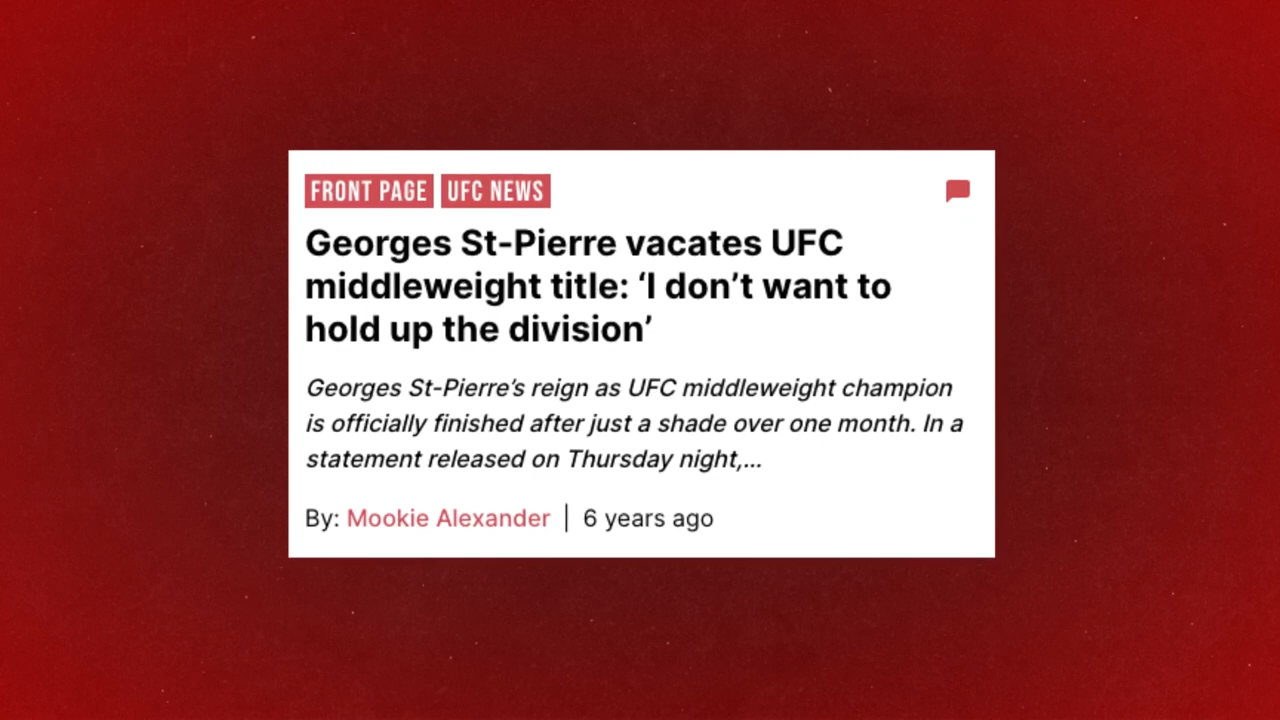 FRONT PAGE UFC NEWS
Georges St-Pierre vacates UFC
middleweight title: ‘I don’t want to
hold up the division’
Georges St-Pierre’s reign as UFC middleweight champion
is officially finished after just a shade over one month. In a
statement released on Thursday night,...
By: Mookie Alexander | 6 years ago